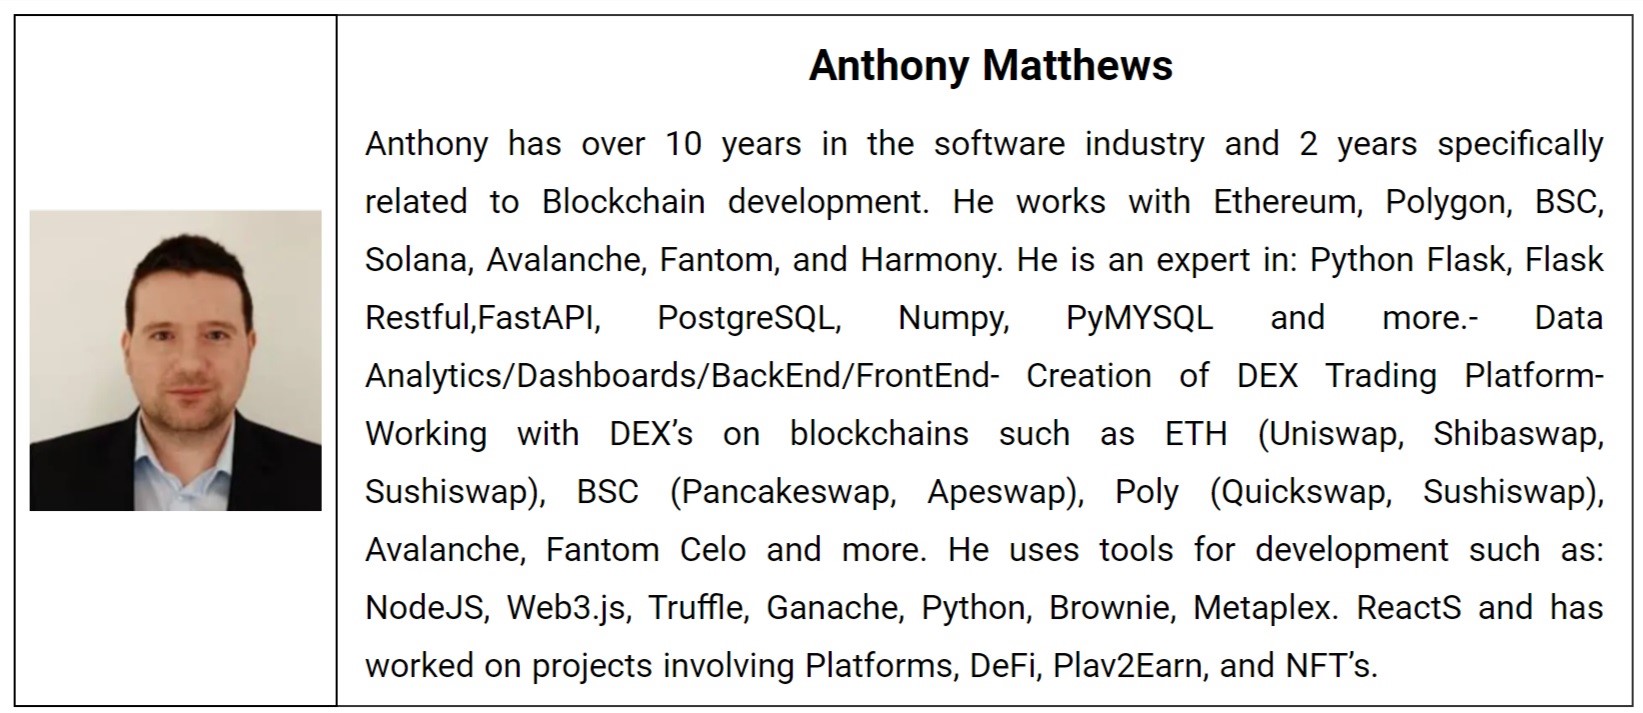 Anthony Matthews
Anthony has over 10 years in the software industry and 2 years specifically
related to Blockchain development. He works with Ethereum, Polygon, BSC,
Solana, Avalanche, Fantom, and Harmony. He is an expert in: Python Flask, Flask
Restful,FastAPI, PostgreSQL, Numpy, PyMYSQL and more.- Data
Analytics/Dashboards/BackEnd/FrontEnd- Creation of DEX Trading Platform-
Working with DEX’s on blockchains such as ETH (Uniswap, Shibaswap,
Sushiswap), BSC (Pancakeswap, Apeswap), Poly (Quickswap, Sushiswap),
Avalanche, Fantom Celo and more. He uses tools for development such as:
NodeJS, Web3.js, Truffle, Ganache, Python, Brownie, Metaplex. ReactS and has
worked on projects involving Platforms, DeFi, Plav2Earn, and NFT’s.